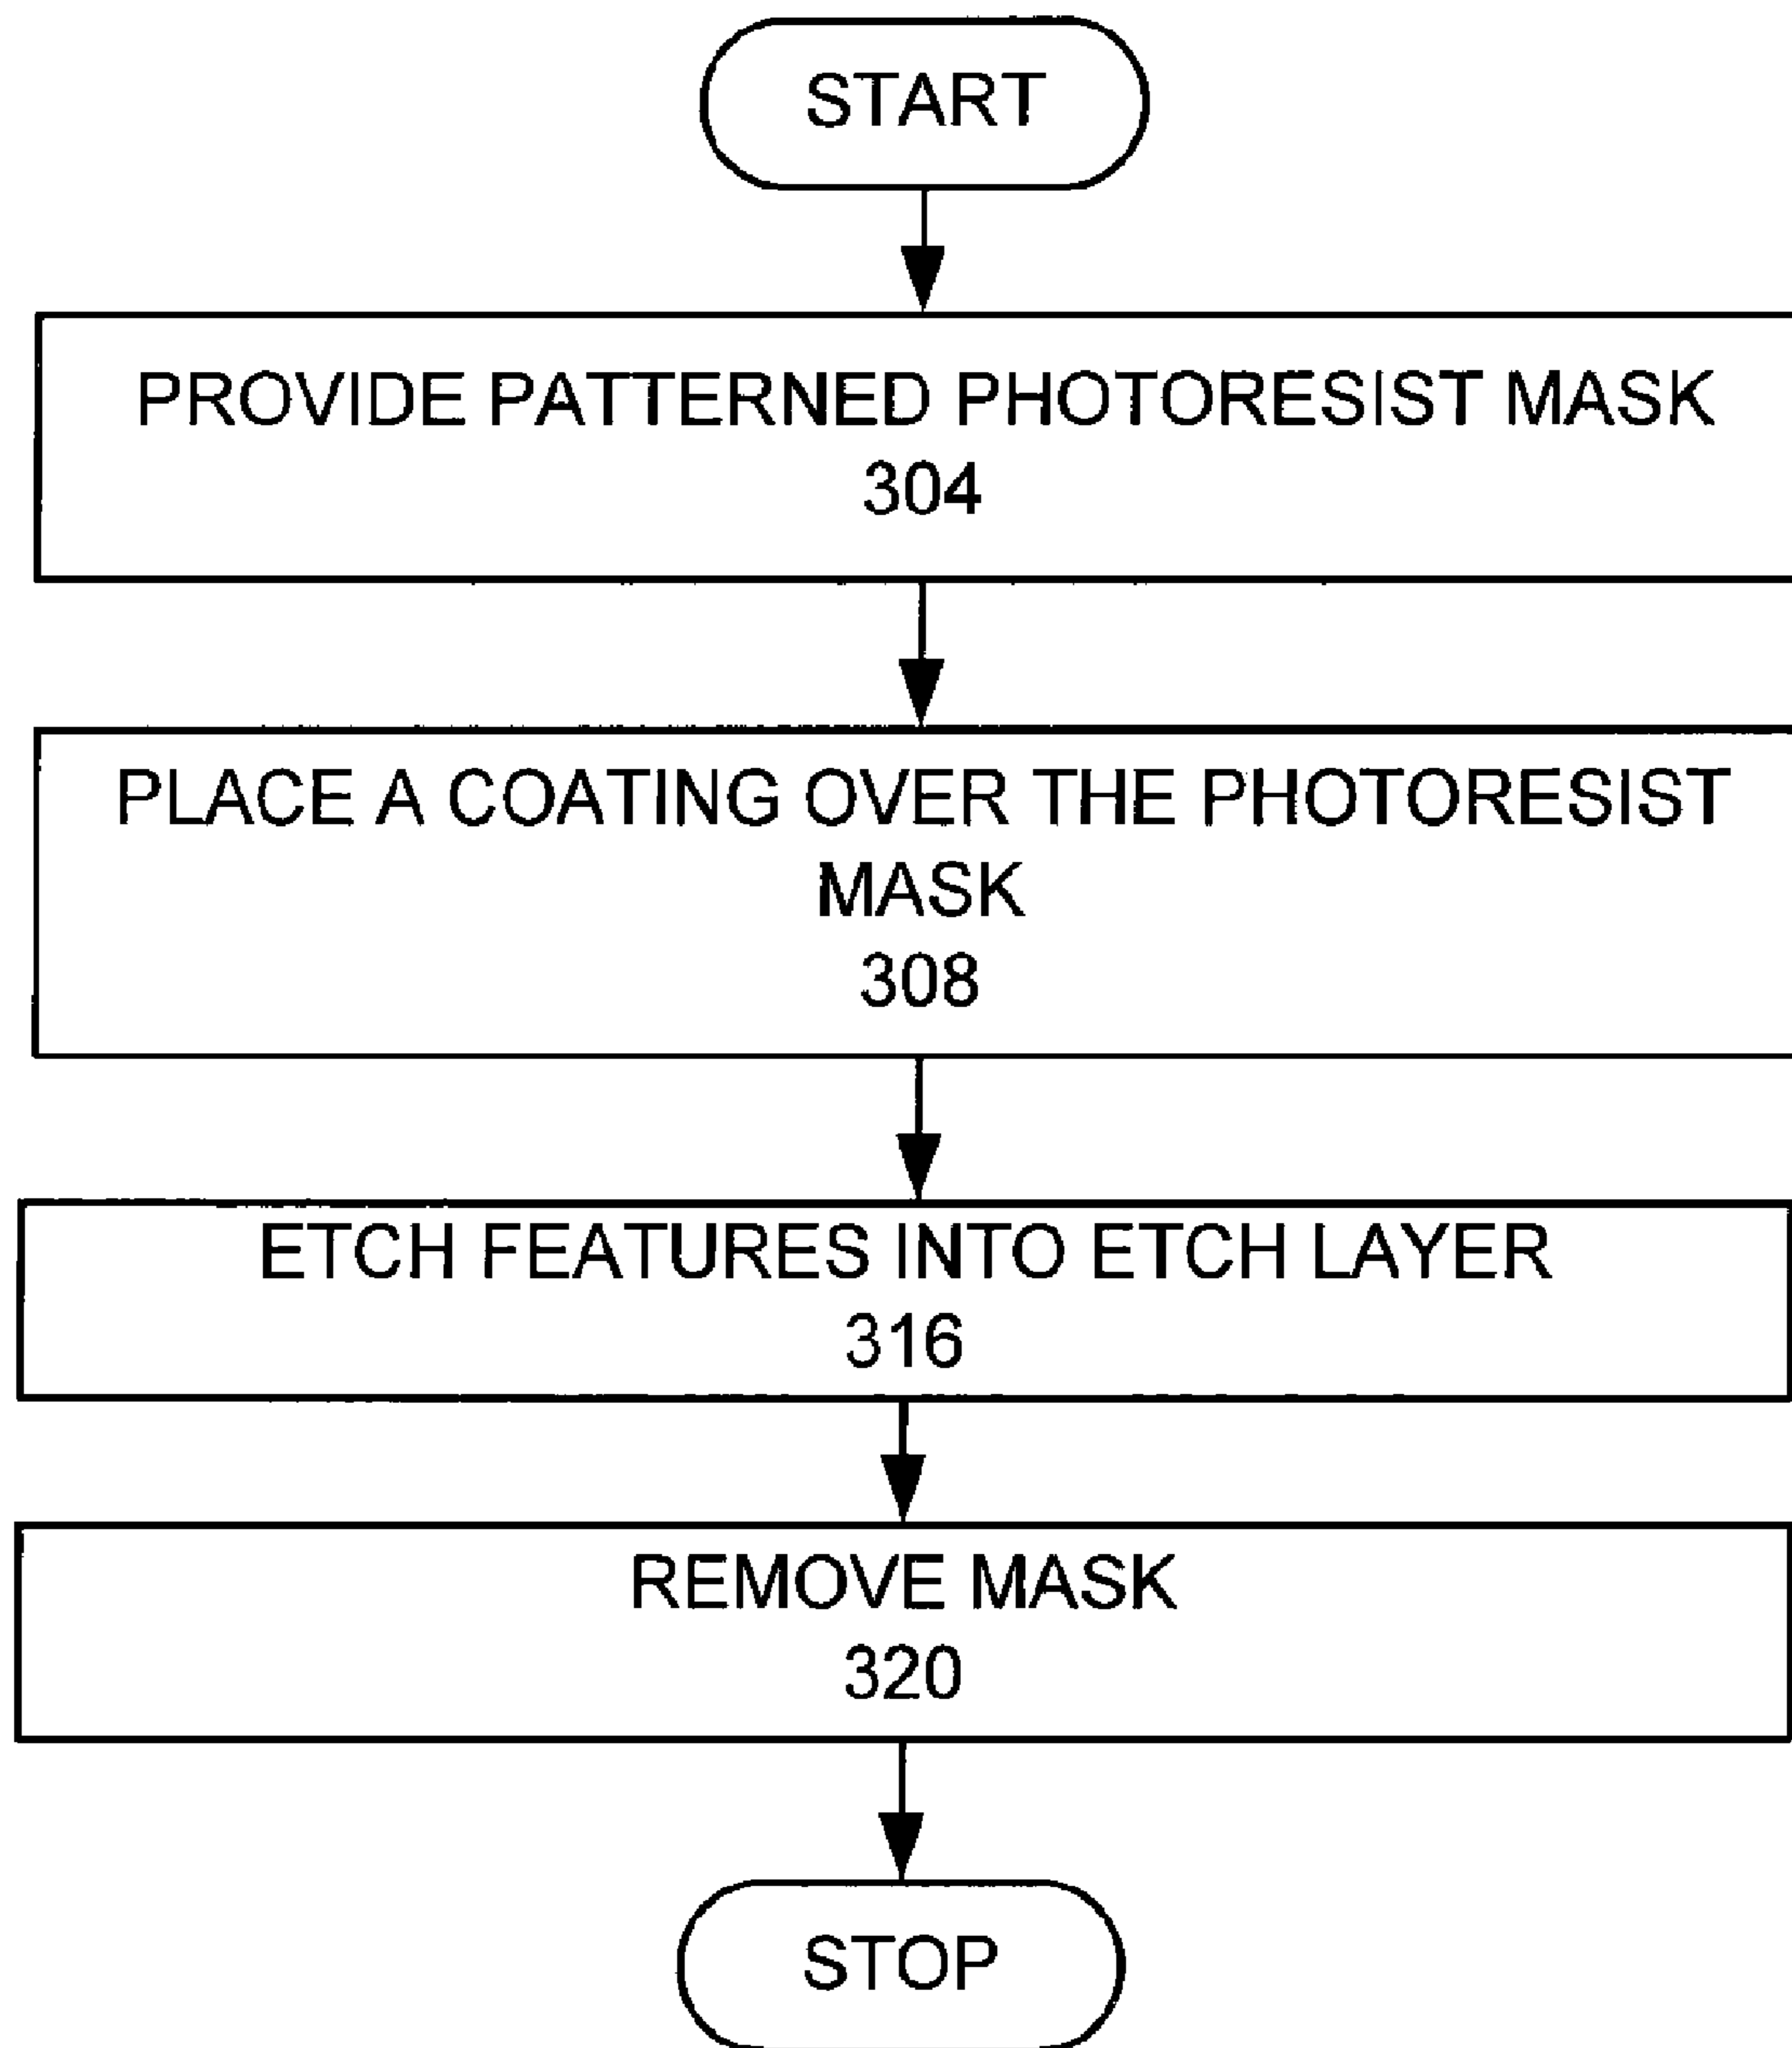 START
PROVIDE PATTERNED PHOTORESIST MASK
304
PLACE A COATING OVER THE PHOTORESIST
MASK
308
ETCH FEATURES INTO ETCH LAYER
316
REMOVE MASK
320
STOP